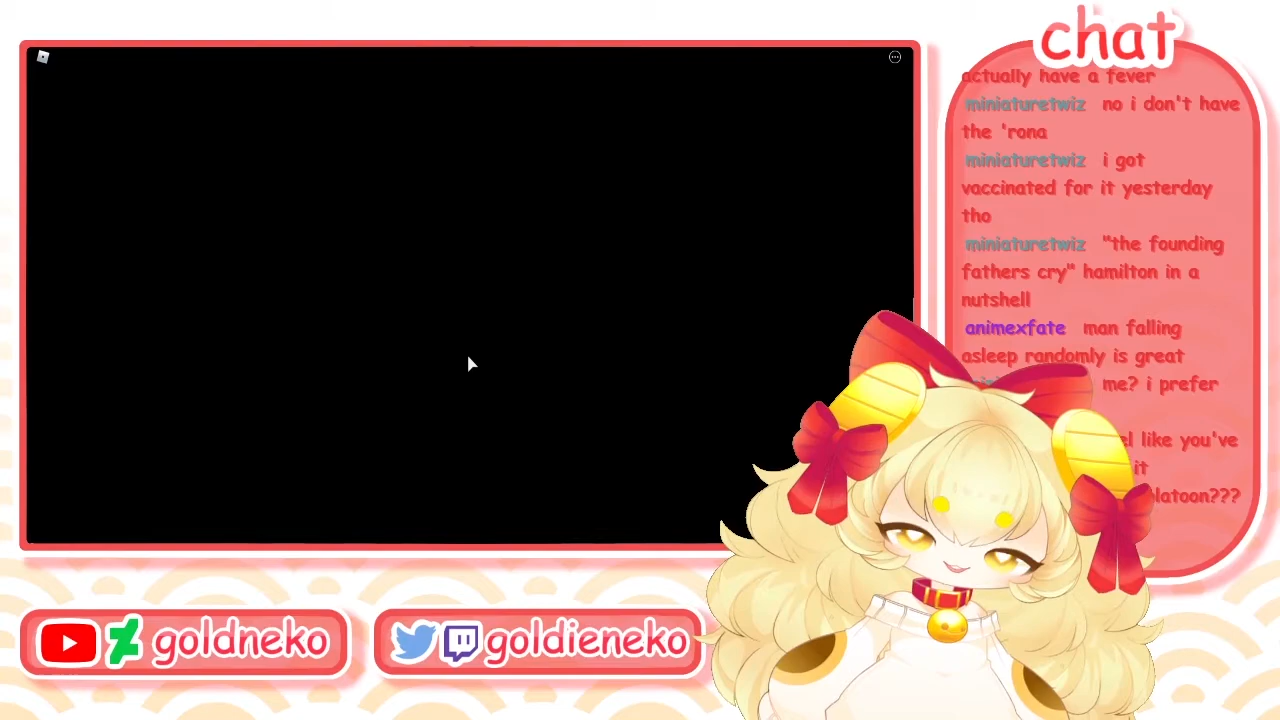 chat
actually have a fever
miniaturetwiz no i don't have
the 'rona
miniaturetwiz i got
vaccinated for it yesterday
tho
miniaturetwiz "the founding
fathers cry" hamilton in a
nutshell
animexfate man falling
asleep randomly is great
me? i prefer
like you've
it
goldneko
goldieneko